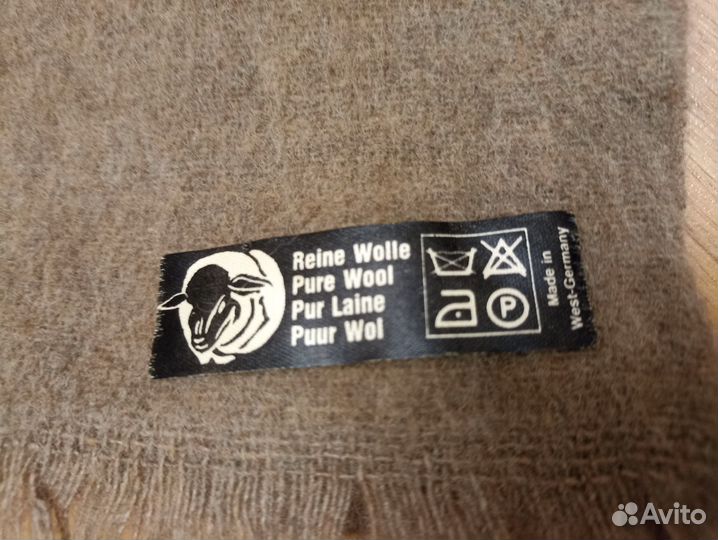 Reine Wolle
Pure Wool
Pur Laine
Puur Wol
P
Made in
West-Germany
Avito